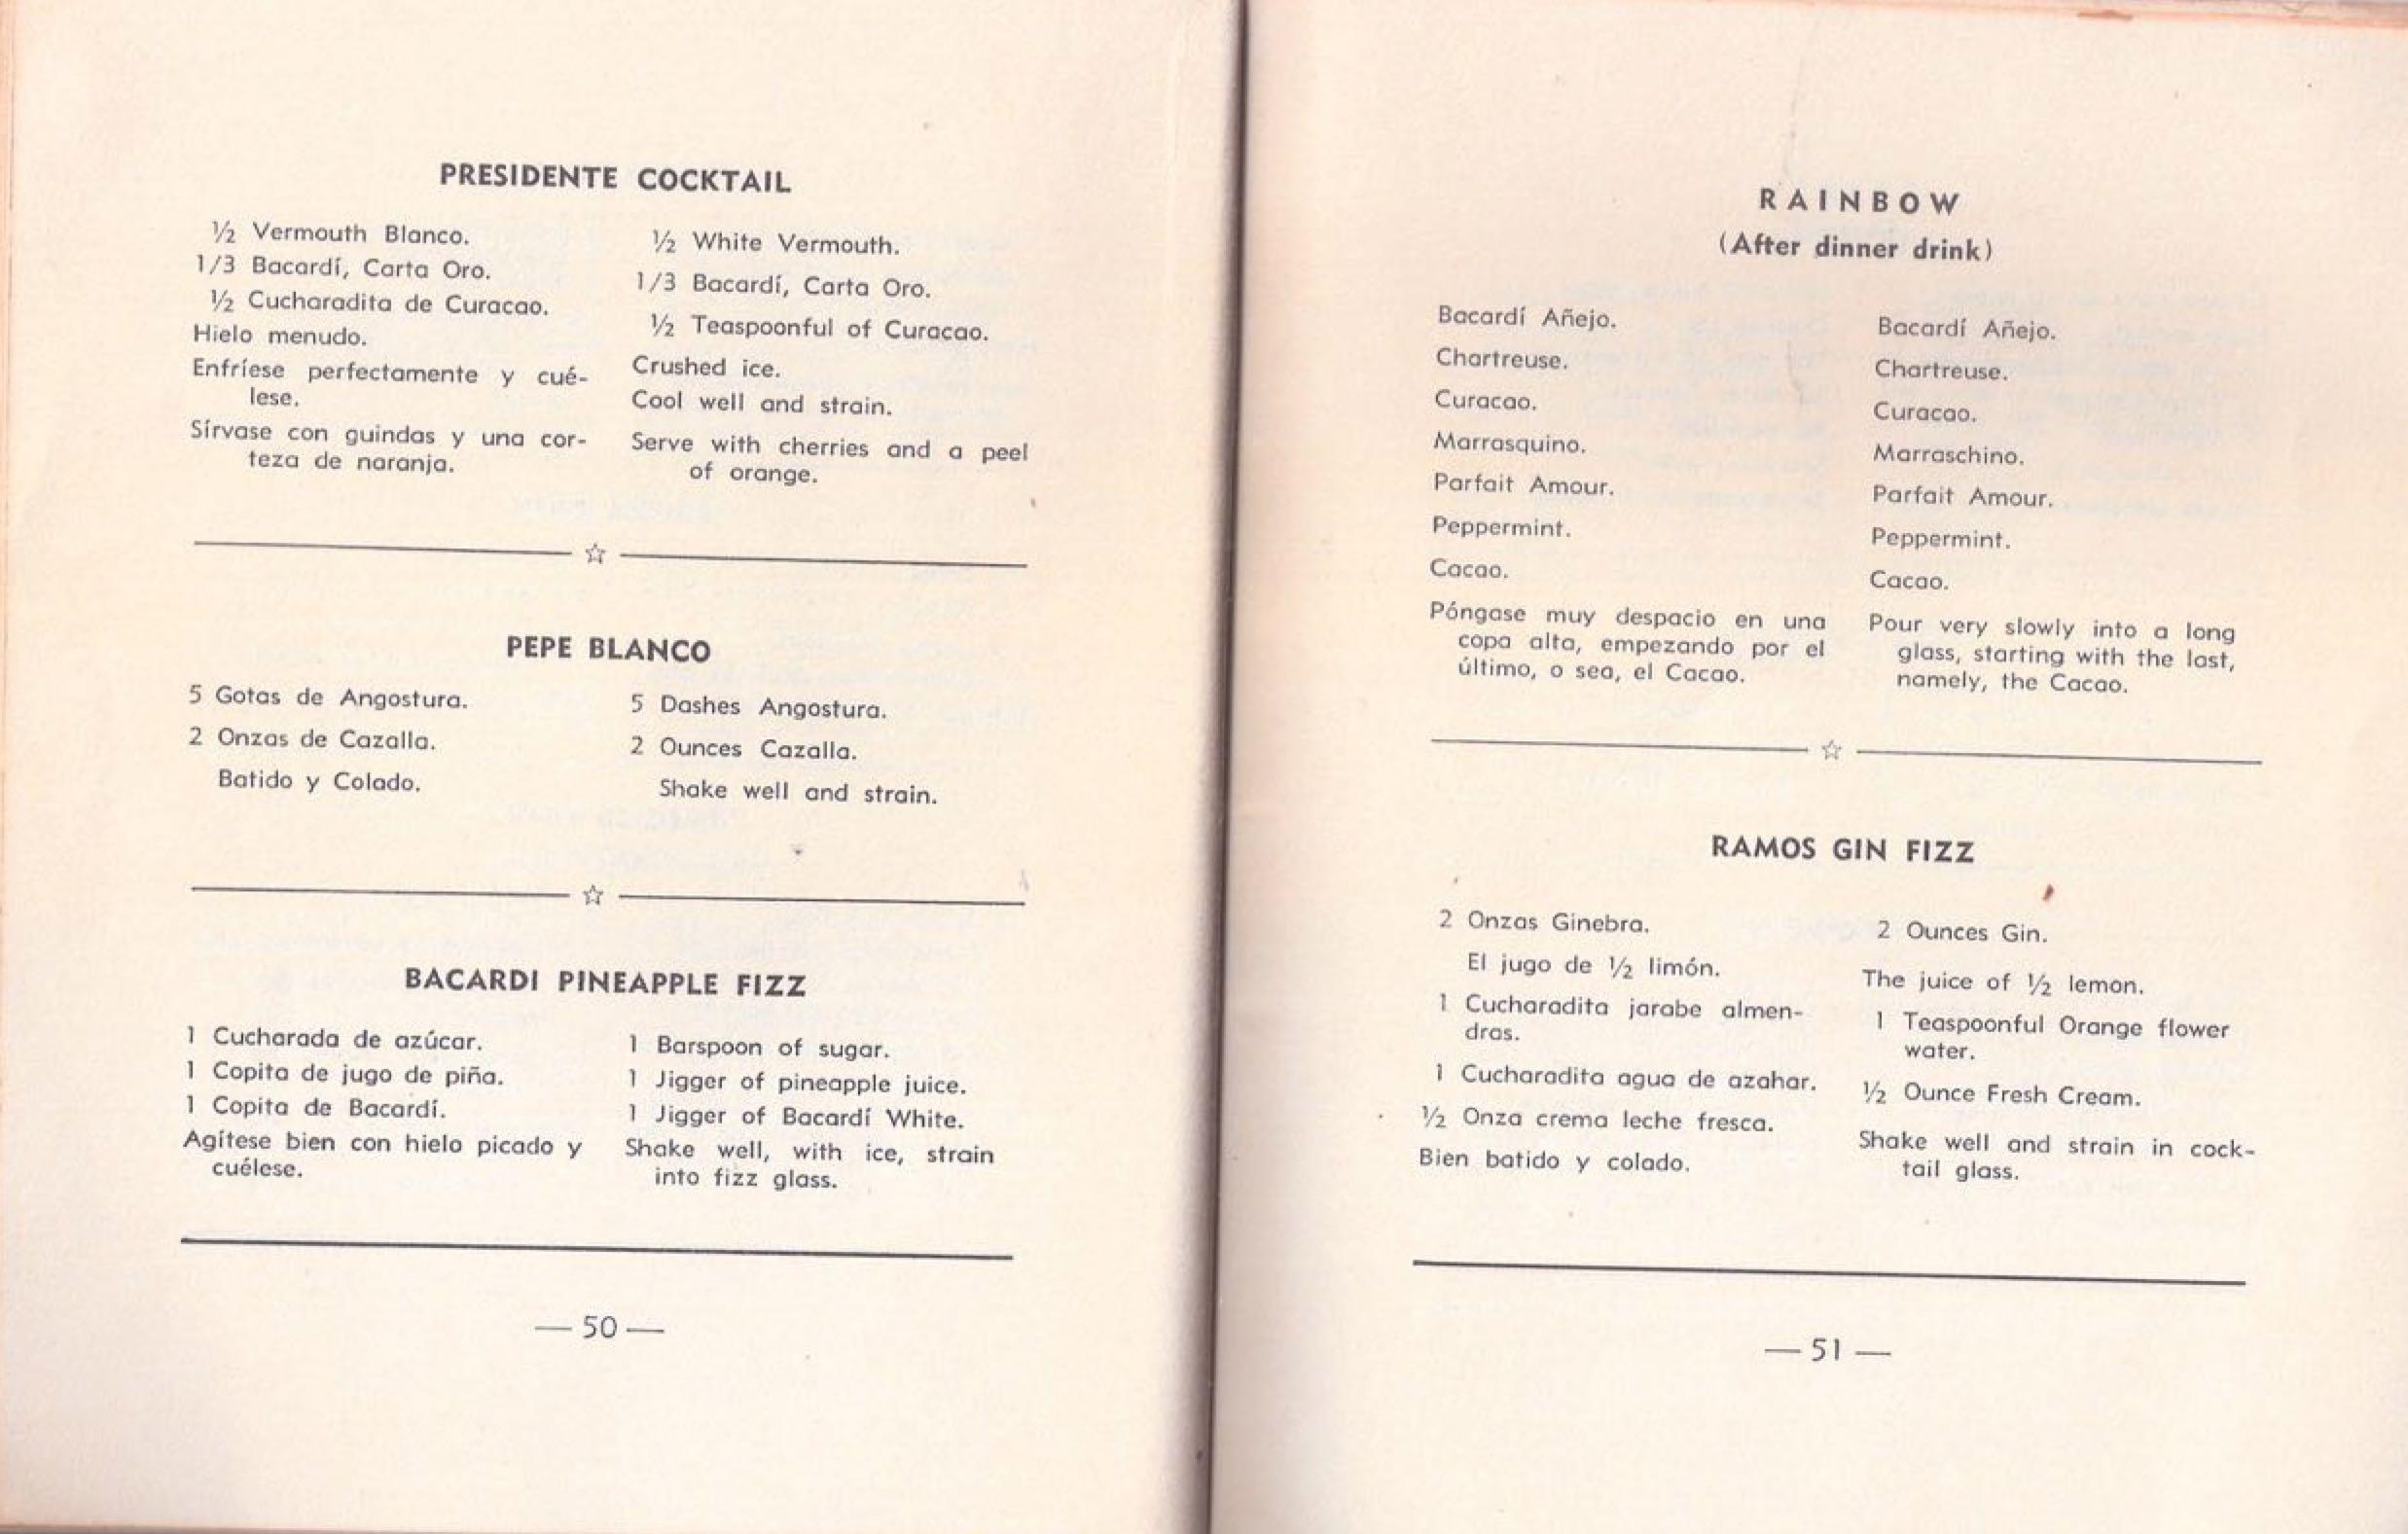 PRESIDENTE COCKTAIL
½ Vermouth Blanco.
1/3 Bacardí, Carta Oro.
½ Cucharadita de Curacao.
Hielo menudo.
Enfríese perfectamente y cué-
lese.
Sírvase con guindas y una cor-
teza de naranja.
½ White Vermouth.
1/3 Bacardí, Carta Oro.
½ Teaspoonful of Curacao.
Crushed ice.
Cool well and strain.
Serve with cherries and a peel
of orange.
PEPE BLANCO
5 Gotas de Angostura.
2 Onzas de Cazalla.
Batido y Colado.
5 Dashes Angostura.
2 Ounces Cazalla.
Shake well and strain.
BACARDI PINEAPPLE FIZZ
1 Cucharada de azúcar.
1 Copita de jugo de piña.
1 Copita de Bacardí.
Agítese bien con hielo picado y
cuélese.
1 Barspoon of sugar.
1 Jigger of pineapple juice.
1 Jigger of Bacardí White.
Shake well, with ice, strain
into fizz glass.
— 50 —
RAINBOW
(After dinner drink)
Bacardí Añejo.
Chartreuse.
Curacao.
Marrasquino.
Parfait Amour.
Peppermint.
Cacao.
Póngase muy despacio en una
copa alta, empezando por el
último, o sea, el Cacao.
Bacardí Añejo.
Chartreuse.
Curacao.
Marraschino.
Parfait Amour.
Peppermint.
Cacao.
Pour very slowly into a long
glass, starting with the last,
namely, the Cacao.
RAMOS GIN FIZZ
2 Onzas Ginebra.
El jugo de ½ limón.
1 Cucharadita jarabe almen-
dras.
1 Cucharadita agua de azahar.
½ Onza crema leche fresca.
Bien batido y colado.
2 Ounces Gin.
The juice of ½ lemon.
1 Teaspoonful Orange flower
water.
½ Ounce Fresh Cream.
Shake well and strain in cock-
tail glass.
— 51 —